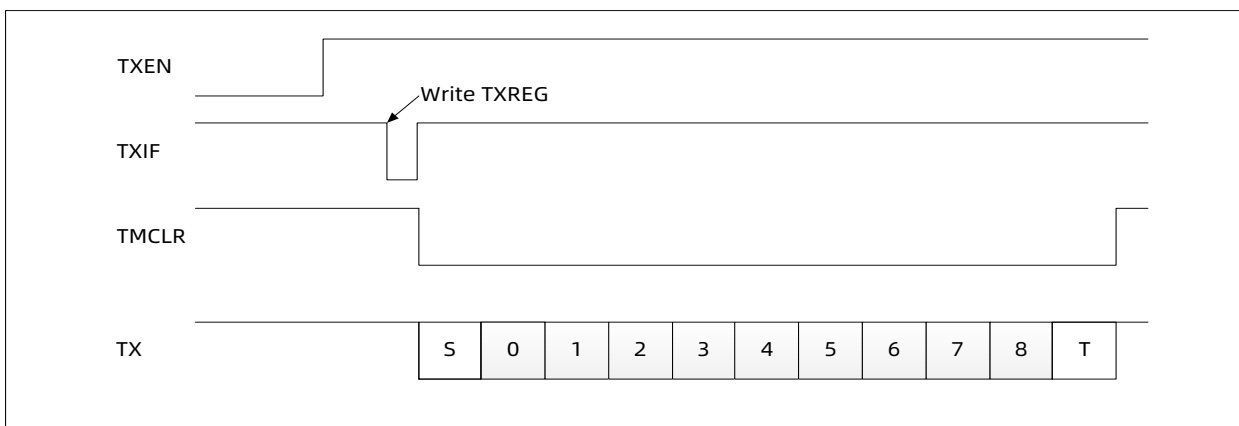 TXEN
Write TXREG
TXIF
TMCLR
TX S 0 1 2 3 4 5 6 7 8 T